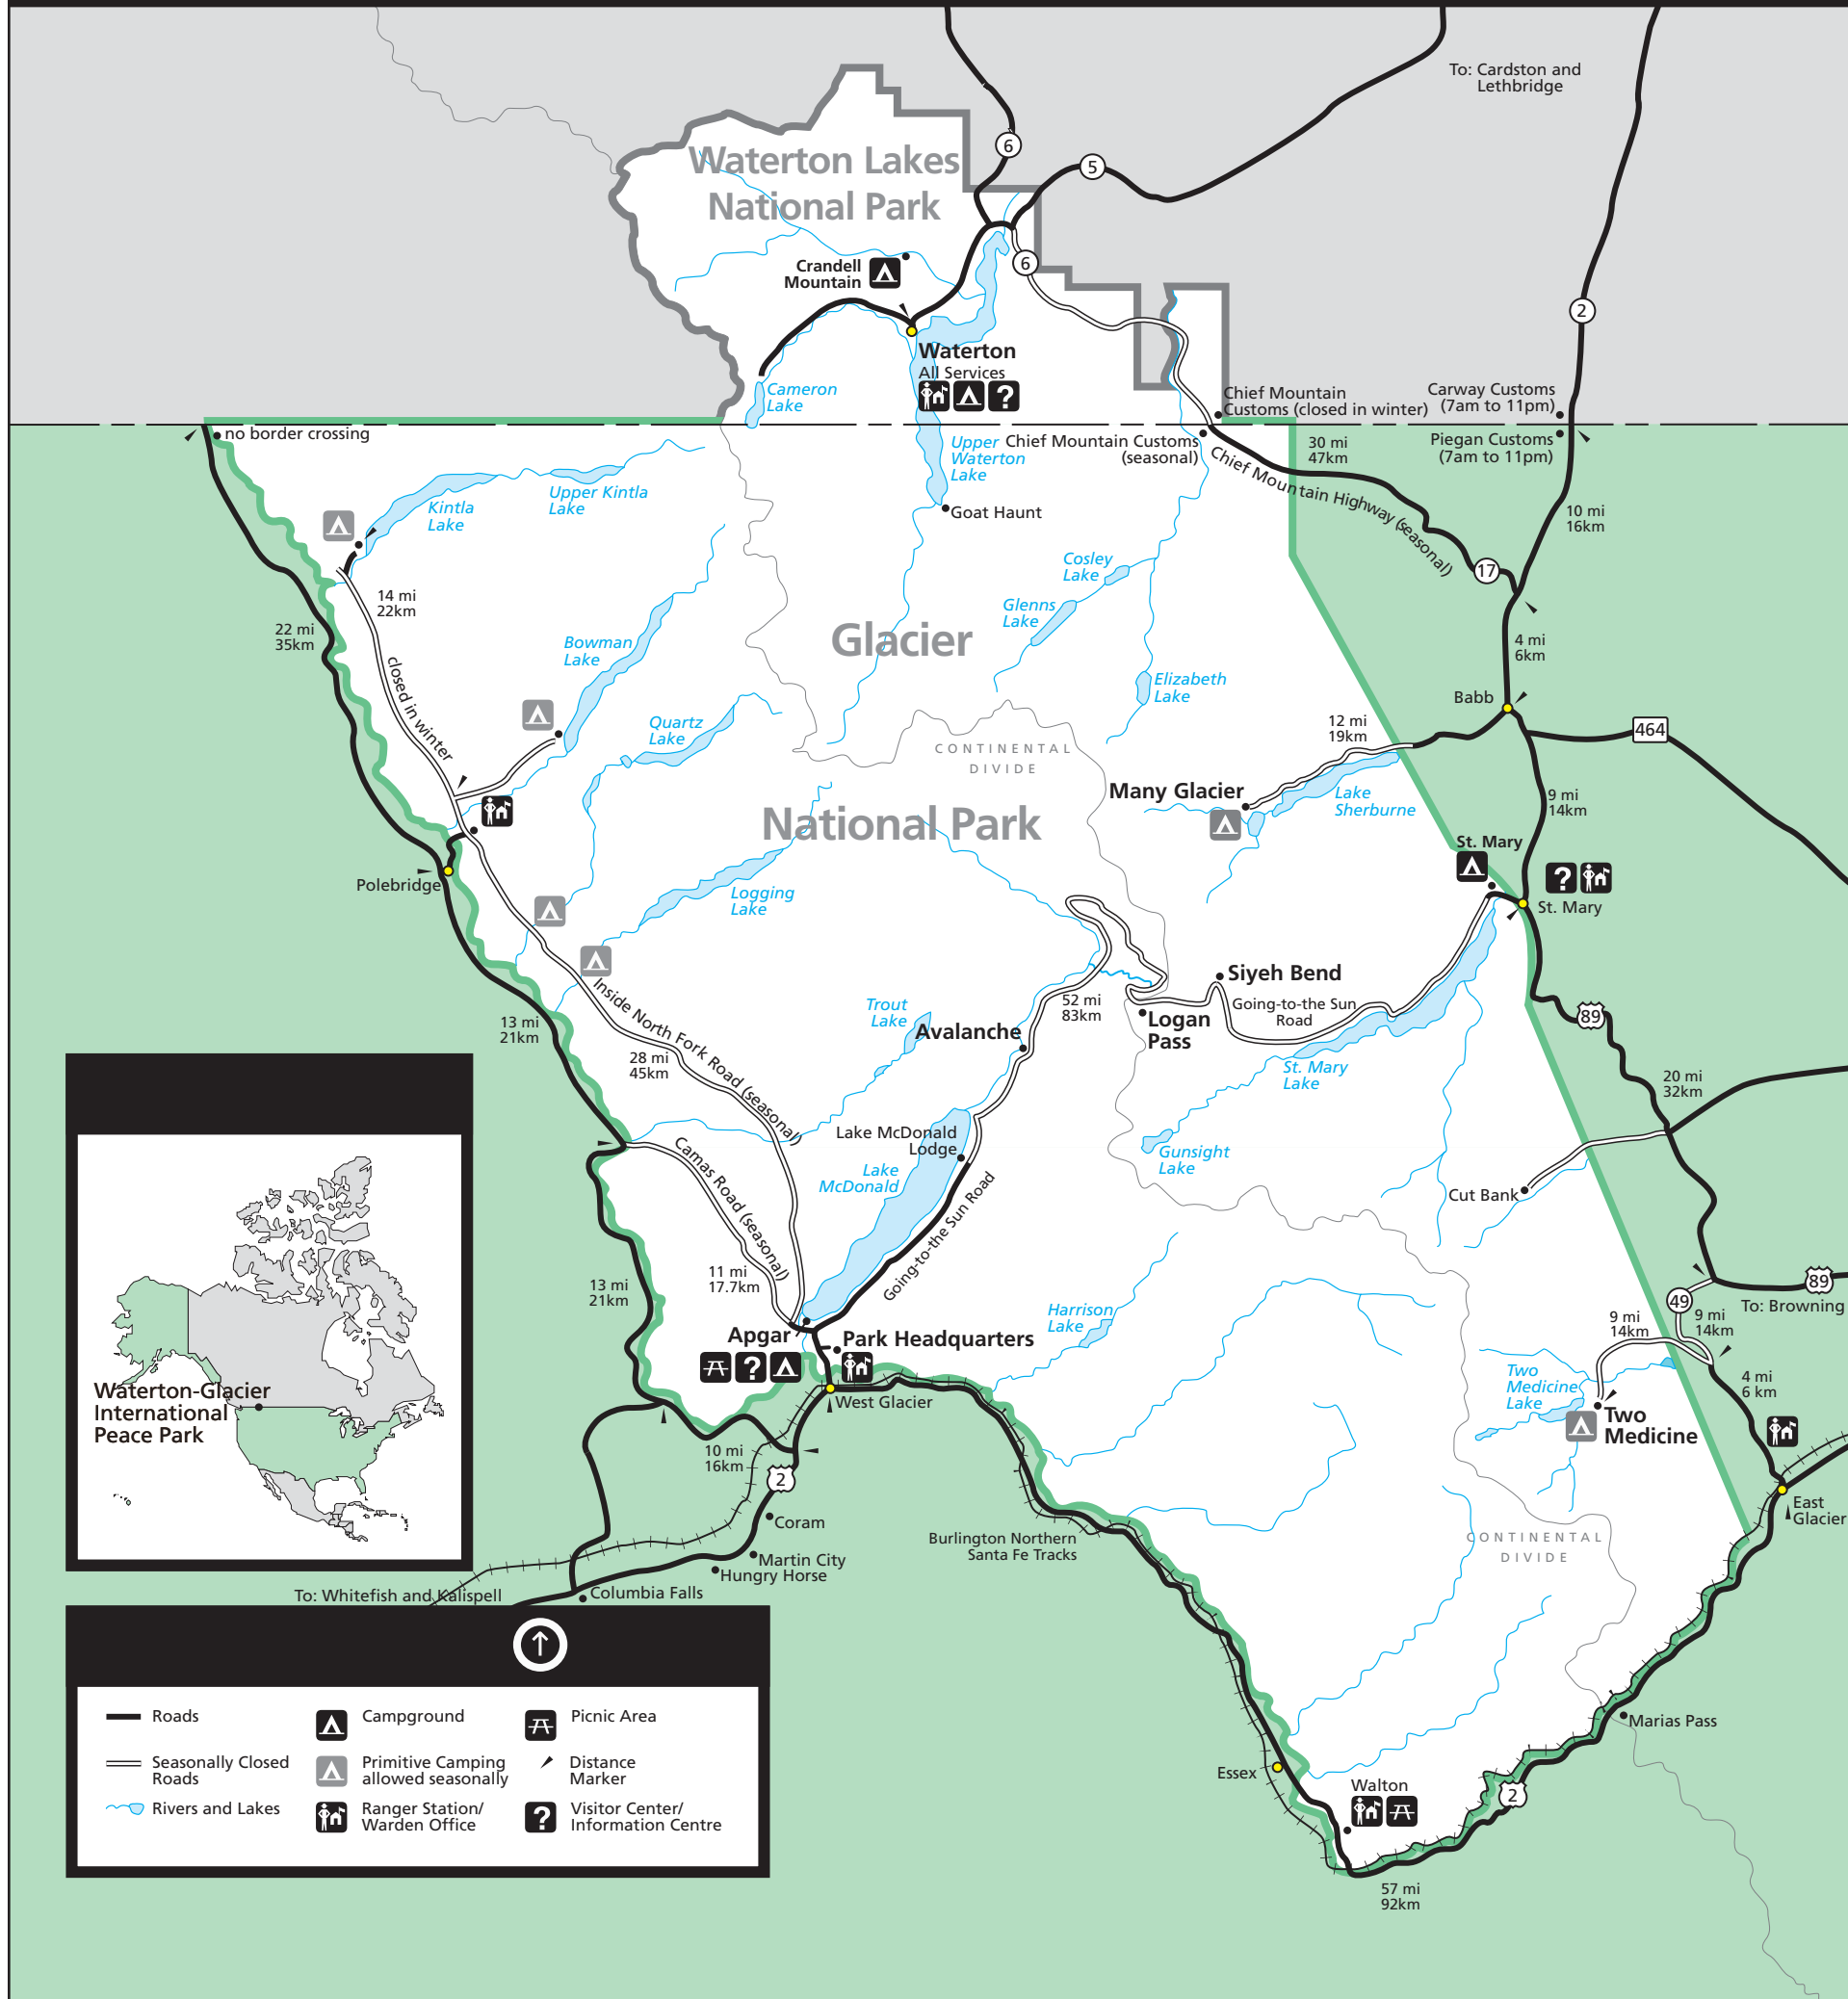 To: Cardston and
Lethbridge
6
5
Waterton Lakes
National Park
6
Crandell
Mountain
2
Waterton
All Services
Cameron
Lake
Chief Mountain
Customs (closed in winter)
Carway Customs
(7am to 11pm)
no border crossing
Upper
Waterton
Lake
Chief Mountain Customs
(seasonal)
Piegan Customs
(7am to 11pm)
30 mi
47km
Chief Mountain Highway (seasonal)
Kintla
Lake
Upper Kintla
Lake
Goat Haunt
10 mi
16km
Cosley
Lake
17
14 mi
22km
Glenns
Lake
22 mi
35km
Bowman
Lake
Glacier
4 mi
6km
closed in winter
Elizabeth
Lake
Babb
Quartz
Lake
12 mi
19km
464
CONTINENTAL
DIVIDE
Many Glacier
Lake
Sherburne
9 mi
14km
National Park
St. Mary
Polebridge
Logging
Lake
St. Mary
Siyeh Bend
Inside North Fork Road (seasonal)
Going-to-the Sun
Road
52 mi
83km
Trout
Lake
Avalanche
Logan
Pass
89
13 mi
21km
28 mi
45km
St. Mary
Lake
20 mi
32km
Lake McDonald
Lodge
Camas Road (seasonal)
Gunsight
Lake
Lake
McDonald
Cut Bank
Going-to-the Sun Road
11 mi
17.7km
13 mi
21km
89
49
To: Browning
Harrison
Lake
9 mi
14km
9 mi
14km
Apgar
Park Headquarters
Two
Medicine
Lake
4 mi
6 km
Waterton-Glacier
International
Peace Park
West Glacier
Two
Medicine
10 mi
16km
2
East
Glacier
Coram
Burlington Northern
Santa Fe Tracks
CONTINENTAL
DIVIDE
Martin City
Hungry Horse
To: Whitefish and Kalispell
Columbia Falls
Roads
Campground
Picnic Area
Seasonally Closed
Roads
Primitive Camping
allowed seasonally
Distance
Marker
Rivers and Lakes
Ranger Station/
Warden Office
Visitor Center/
Information Centre
Marias Pass
Essex
Walton
2
57 mi
92km